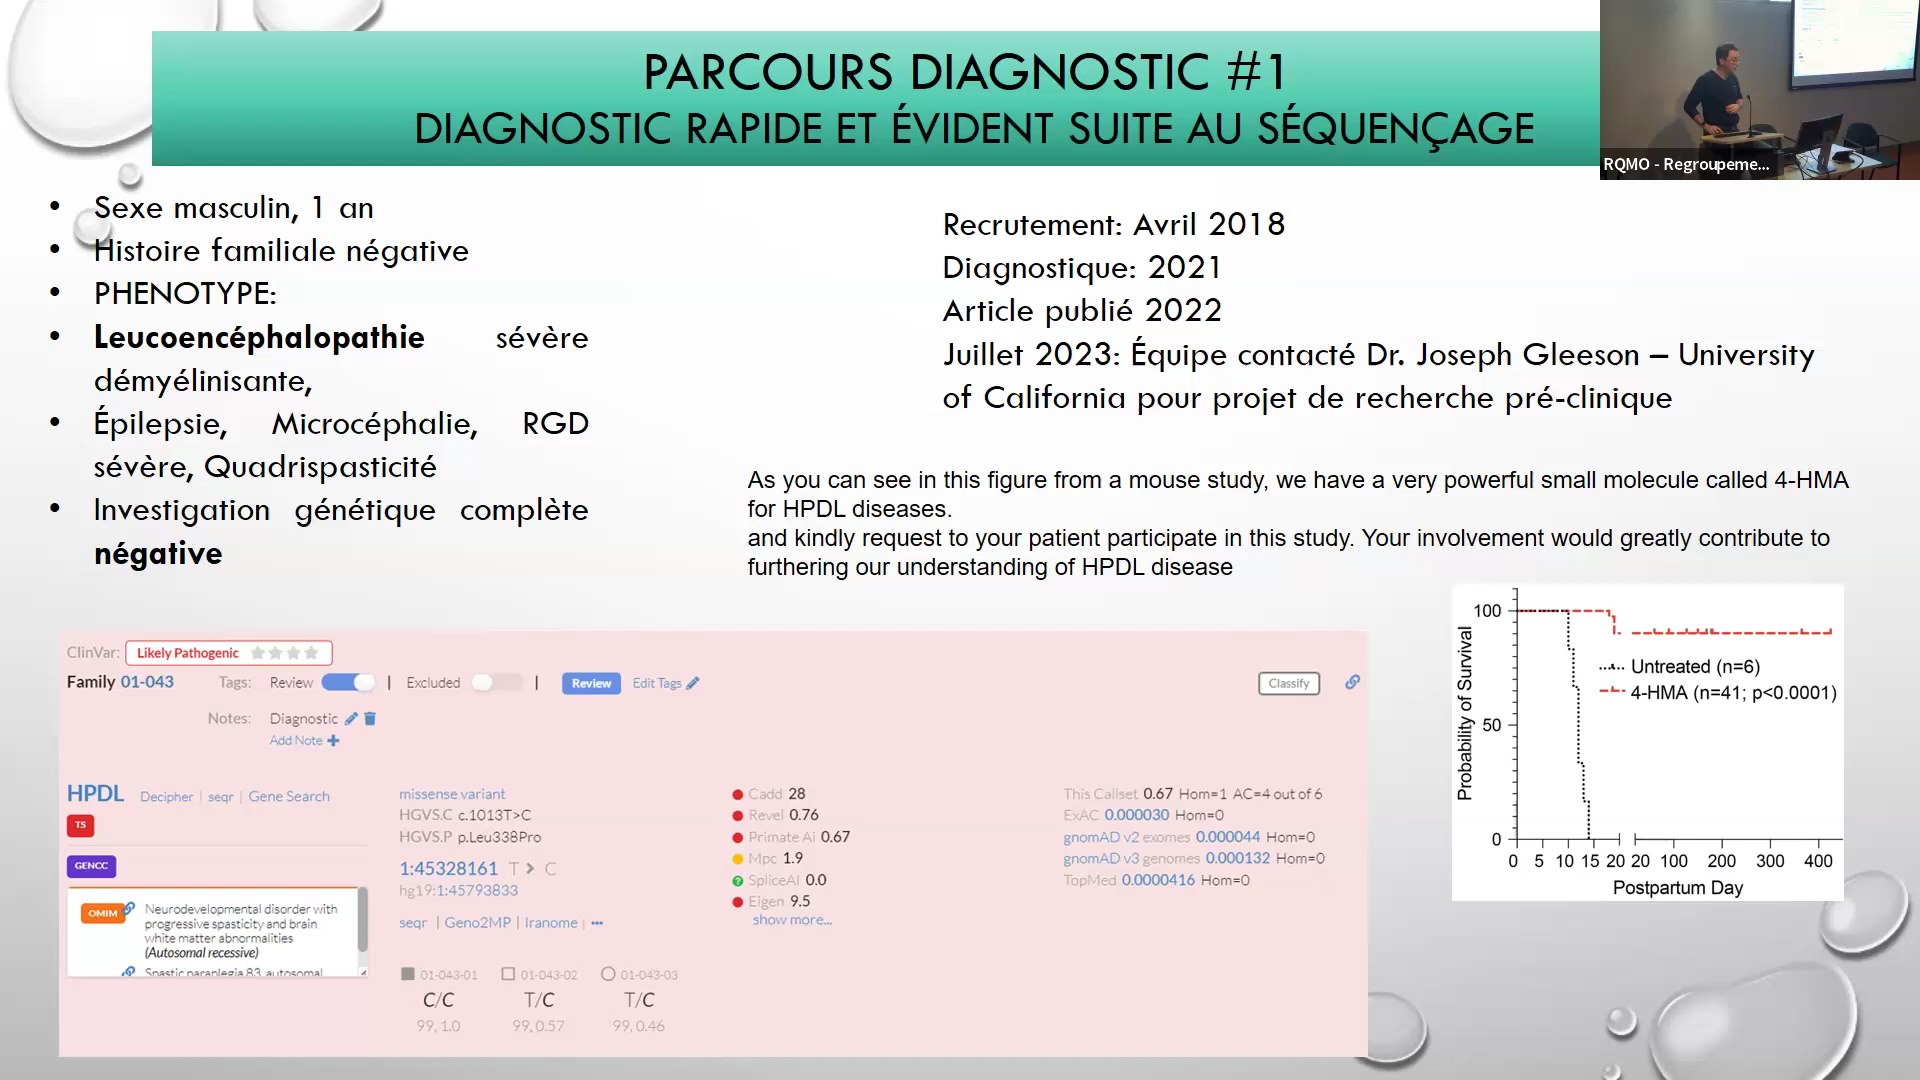 PARCOURS DIAGNOSTIC #1
DIAGNOSTIC RAPIDE ET ÉVIDENT SUITE AU SÉQUENÇAGE
RQMO - Regroupeme...
• Sexe masculin, 1 an
• Histoire familiale négative
• PHENOTYPE:
• Leucoencéphalopathie sévère
démyélinisante,
• Épilepsie, Microcéphalie, RGD
sévère, Quadrispasticité
• Investigation génétique complète
négative
Recrutement: Avril 2018
Diagnostique: 2021
Article publié 2022
Juillet 2023: Équipe contacté Dr. Joseph Gleeson – University
of California pour projet de recherche pré-clinique
As you can see in this figure from a mouse study, we have a very powerful small molecule called 4-HMA
for HPDL diseases.
and kindly request to your patient participate in this study. Your involvement would greatly contribute to
furthering our understanding of HPDL disease
ClinVar: Likely Pathogenic
Family 01-043 Tags: Review | Excluded | Review Edit Tags
Classify
Notes: Diagnostic
Add Note
HPDL Decipher | seqr | Gene Search
TS
GENCC
OMIM Neurodevelopmental disorder with
progressive spasticity and brain
white matter abnormalities
(Autosomal recessive)
Spastic paraplegia 83, autosomal
missense variant
HGVS.C c.1013T>C
HGVS.P p.Leu338Pro
1:45328161 T > C
hg19:1:45793833
seqr | Geno2MP | Iranome | •••
01-043-01 01-043-02 01-043-03
C/C T/C T/C
99, 1.0 99, 0.57 99, 0.46
Cadd 28
Revel 0.76
Primate Ai 0.67
Mpc 1.9
SpliceAI 0.0
Eigen 9.5
show more...
This Callset 0.67 Hom=1 AC=4 out of 6
ExAC 0.000030 Hom=0
gnomAD v2 exomes 0.000044 Hom=0
gnomAD v3 genomes 0.000132 Hom=0
TopMed 0.0000416 Hom=0
Probability of Survival
100
50
0
Untreated (n=6)
4-HMA (n=41; p<0.0001)
0 5 10 15 20 20 100 200 300 400
Postpartum Day